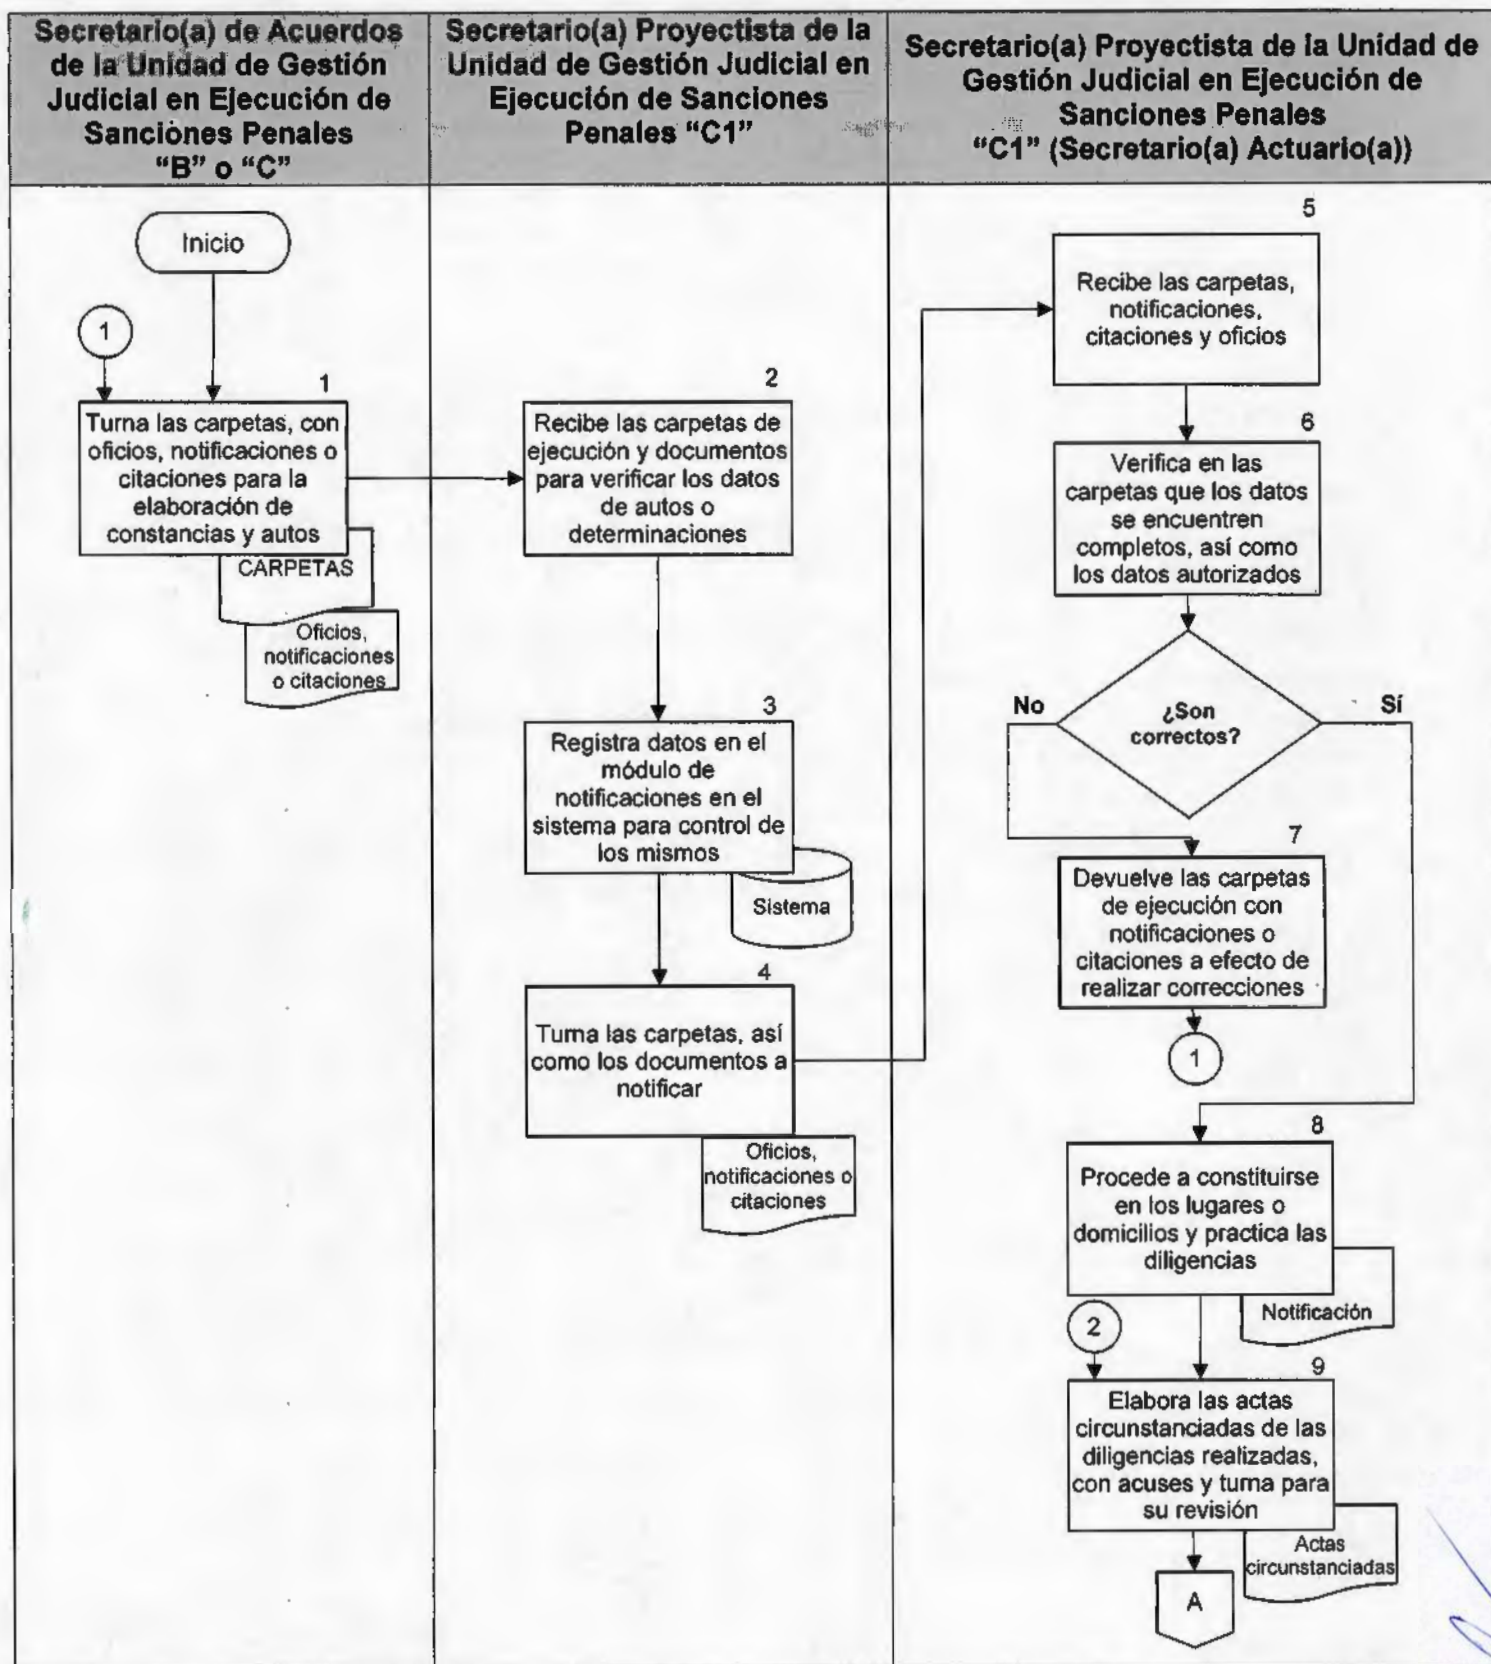 Secretario(a) de Acuerdos
de la Unidad de Gestión
Judicial en Ejecución de
Sanciones Penales
“B” o “C”
Secretario(a) Proyectista de la
Unidad de Gestión Judicial en
Ejecución de Sanciones
Penales “C1”
Secretario(a) Proyectista de la Unidad de
Gestión Judicial en Ejecución de
Sanciones Penales
“C1” (Secretario(a) Actuario(a))
Inicio
1
1
Turna las carpetas, con
oficios, notificaciones o
citaciones para la
elaboración de
constancias y autos
CARPETAS
Oficios,
notificaciones
o citaciones
2
Recibe las carpetas de
ejecución y documentos
para verificar los datos
de autos o
determinaciones
3
Registra datos en el
módulo de
notificaciones en el
sistema para control de
los mismos
Sistema
4
Turna las carpetas, así
como los documentos a
notificar
Oficios,
notificaciones o
citaciones
5
Recibe las carpetas,
notificaciones,
citaciones y oficios
6
Verifica en las
carpetas que los datos
se encuentren
completos, así como
los datos autorizados
No
¿Son
correctos?
Sí
7
Devuelve las carpetas
de ejecución con
notificaciones o
citaciones a efecto de
realizar correcciones
1
8
Procede a constituirse
en los lugares o
domicilios y practica las
diligencias
Notificación
2
9
Elabora las actas
circunstanciadas de las
diligencias realizadas,
con acuses y turna para
su revisión
Actas
circunstanciadas
A